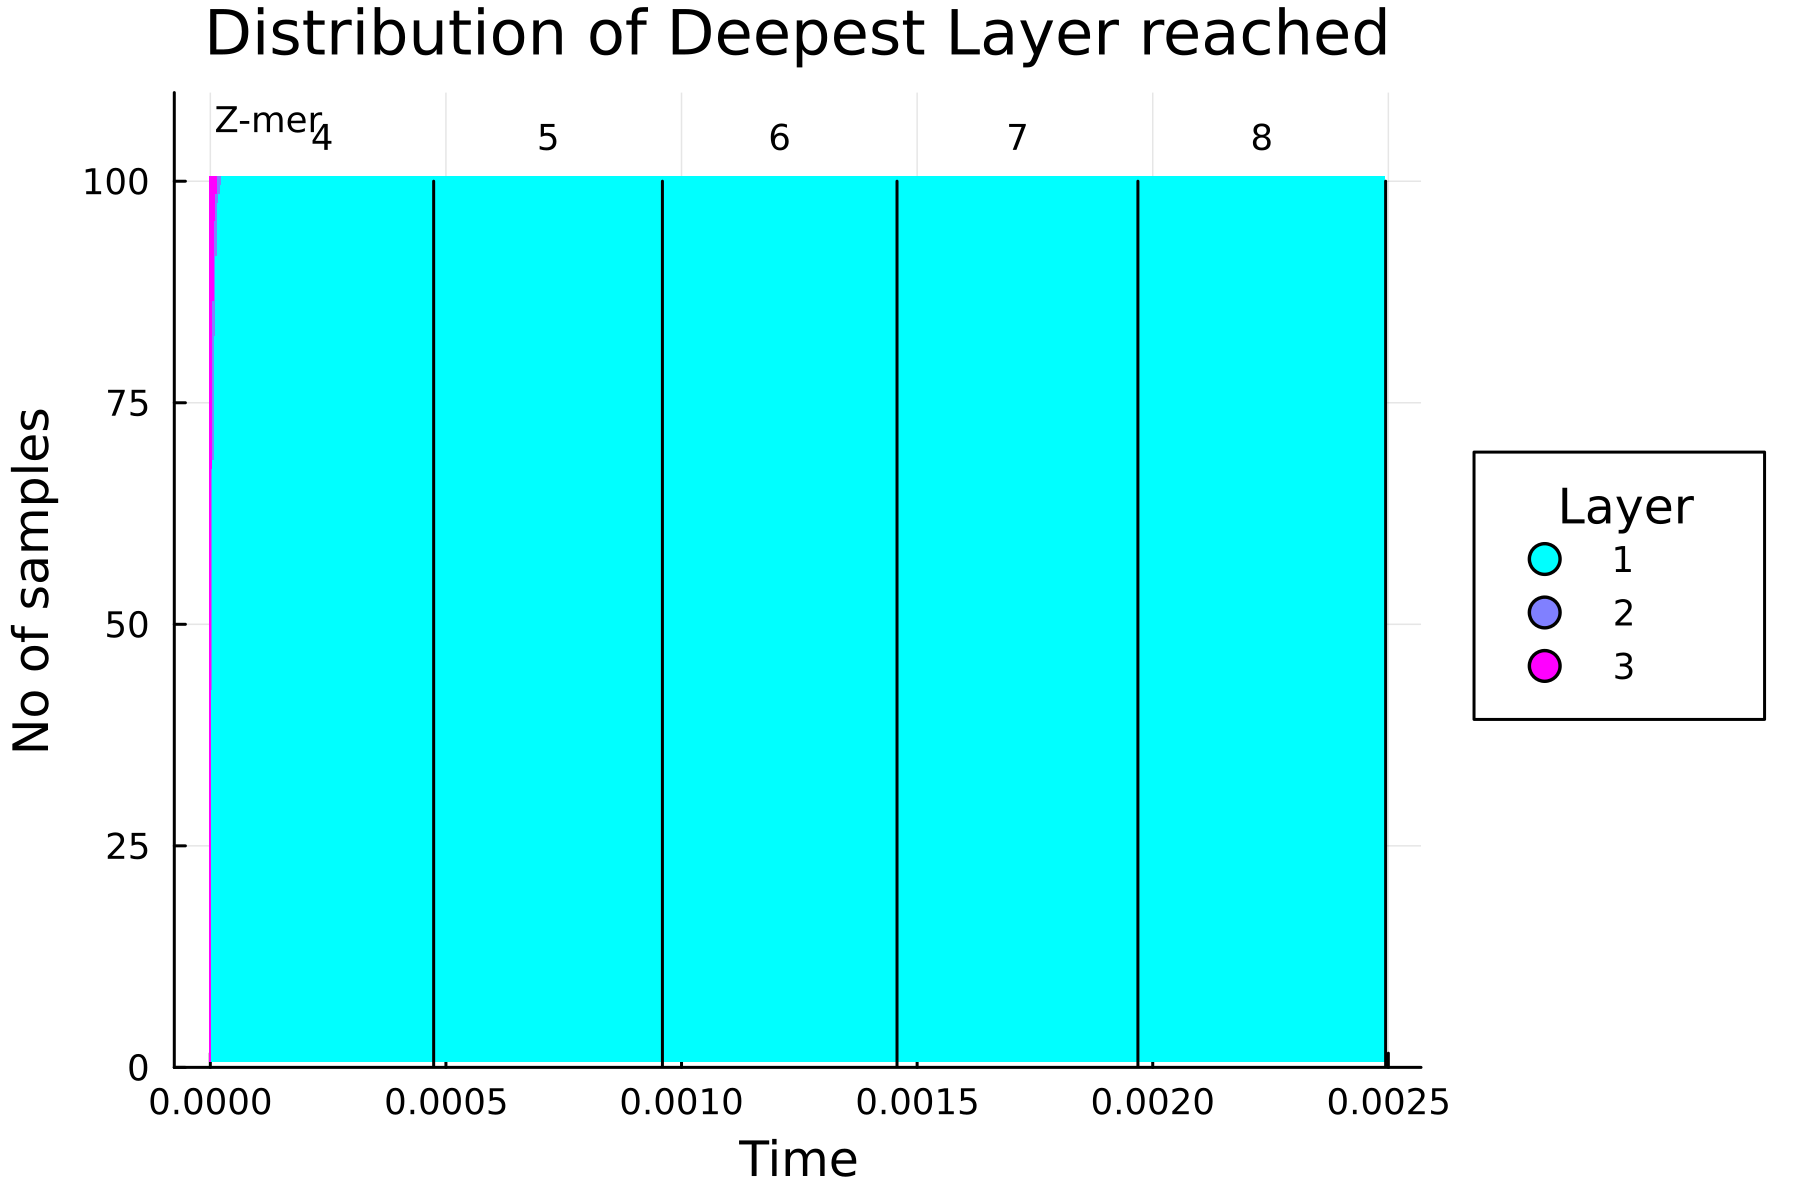 Distribution of Deepest Layer reached
Z-mer 4 5 6 7 8
100
75
50
25
0
No of samples
0.0000 0.0005 0.0010 0.0015 0.0020 0.0025
Time
Layer
1
2
3